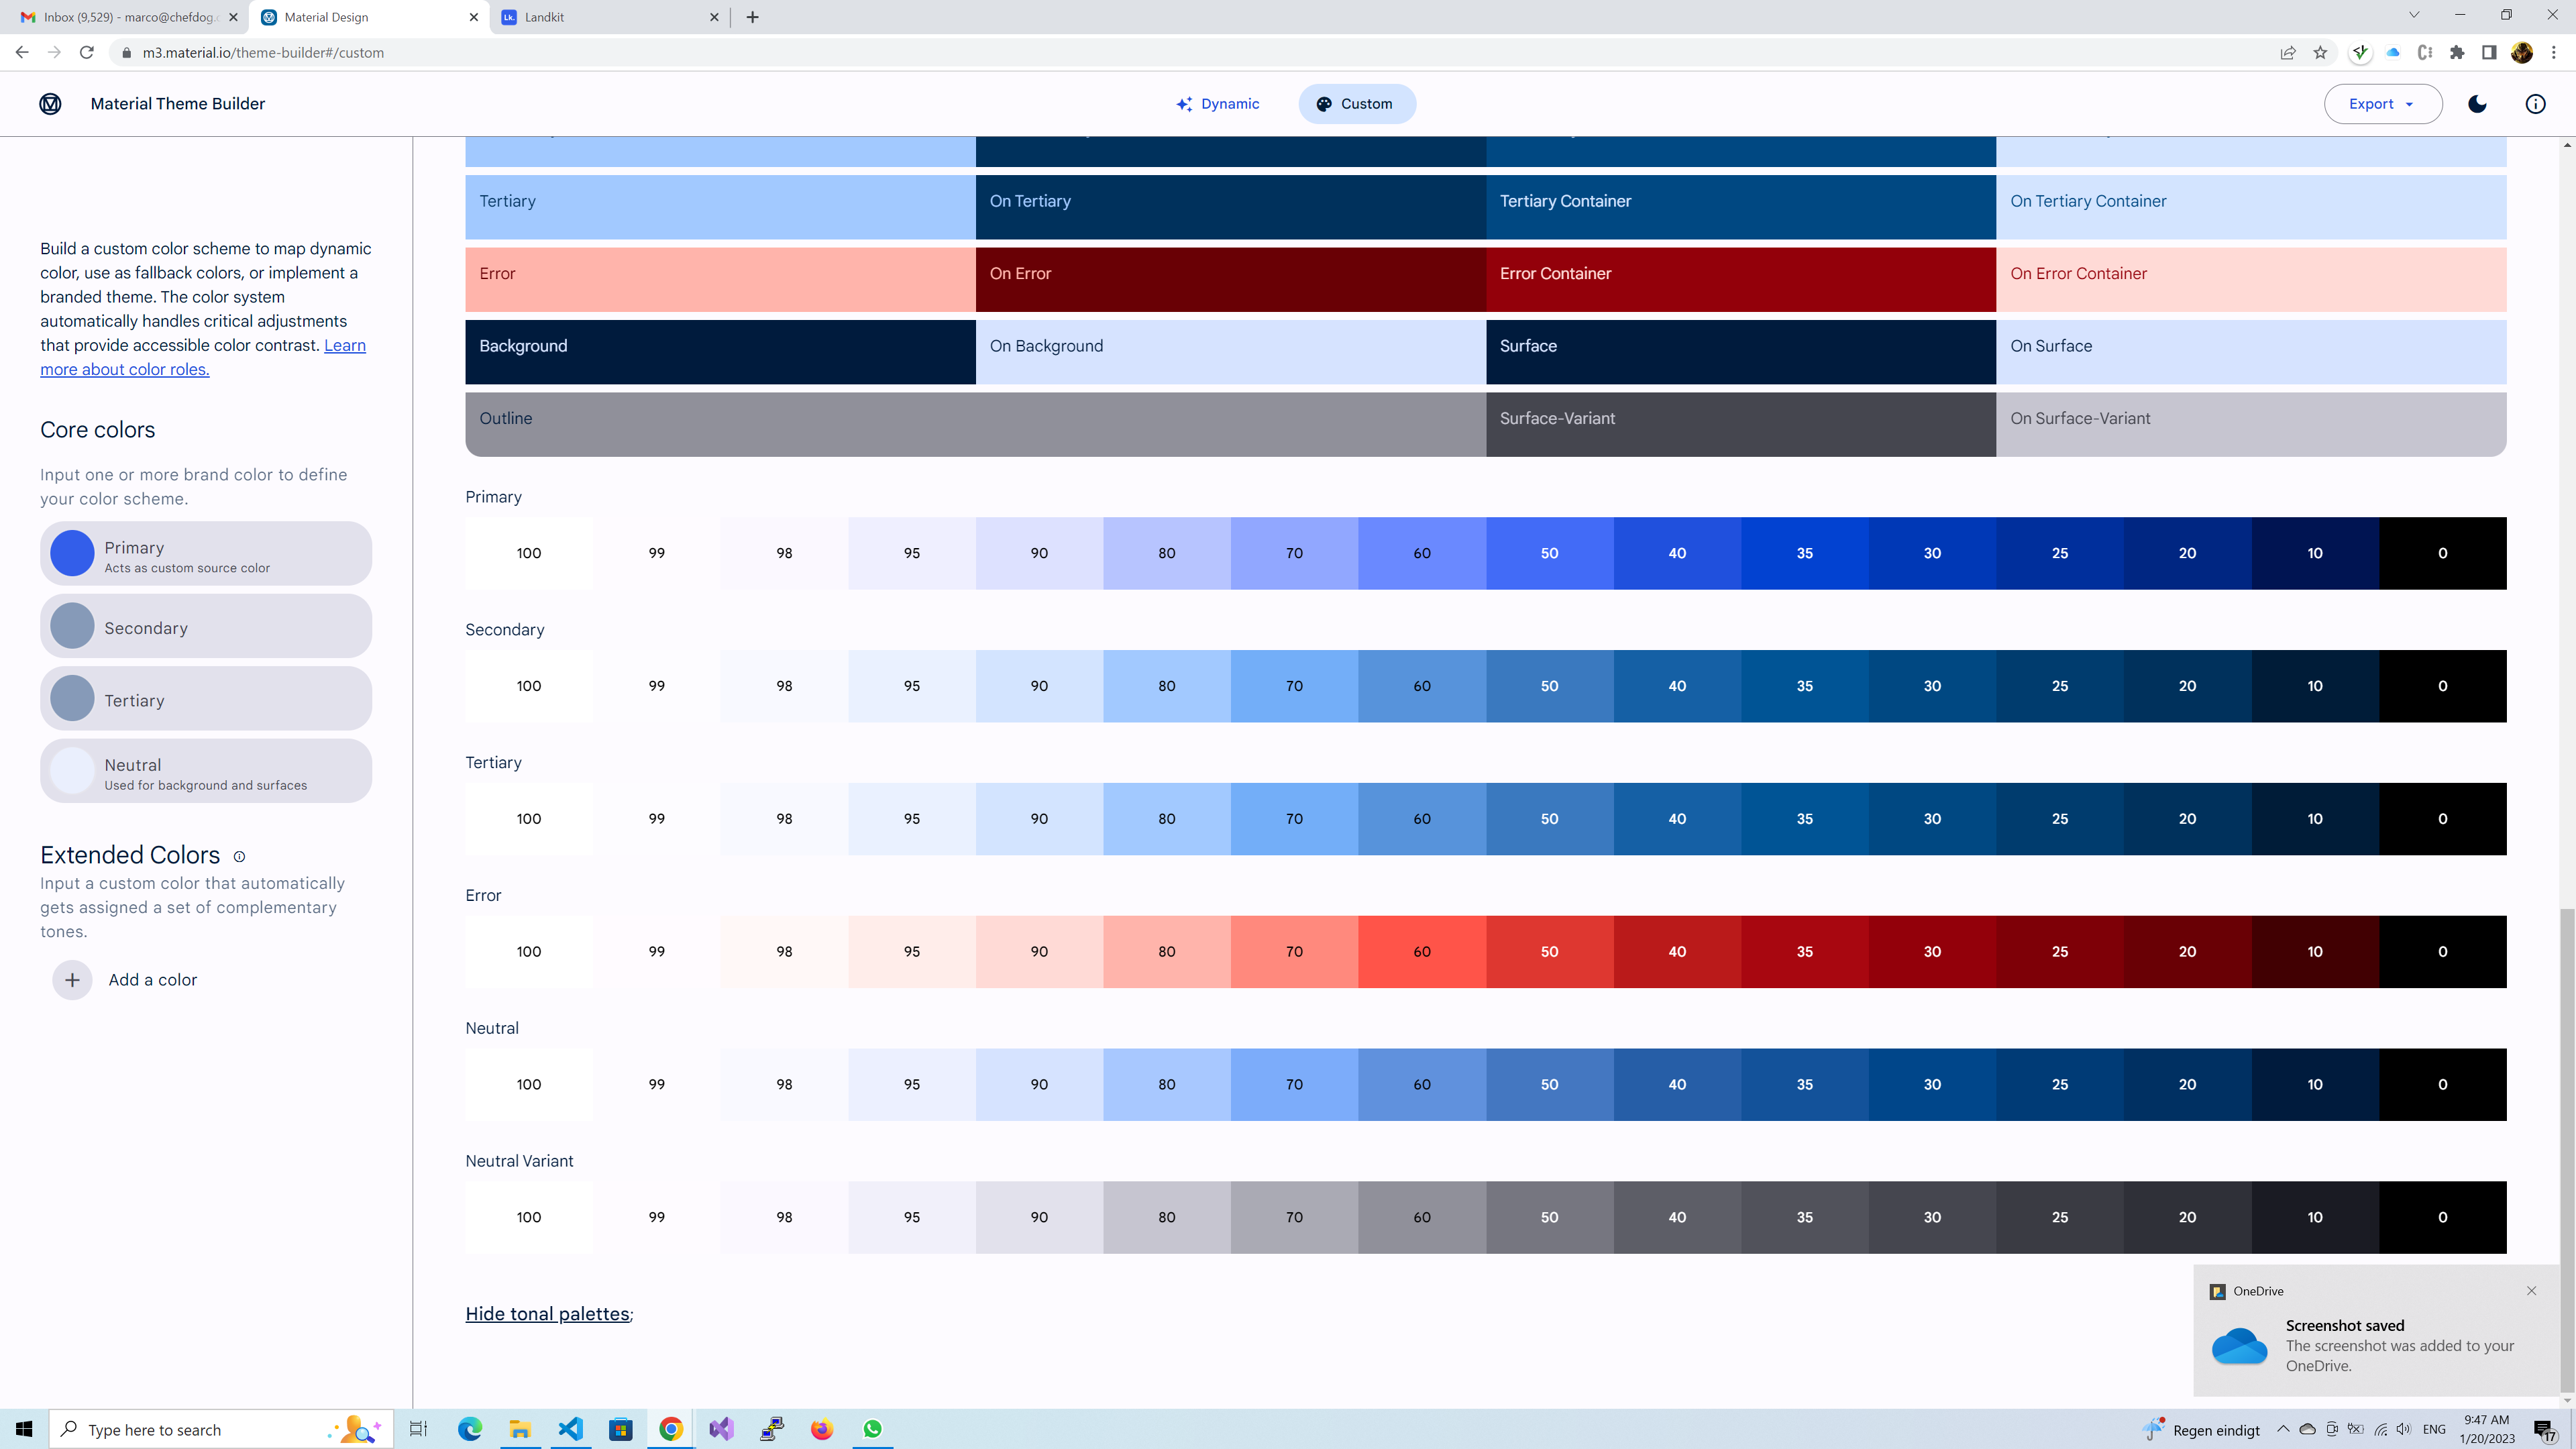 Inbox (9,529) - marco@chefdog.c
Material Design
Lk.
Landkit
m3.material.io/theme-builder#/custom
Material Theme Builder
Dynamic
Custom
Export
Build a custom color scheme to map dynamic
color, use as fallback colors, or implement a
branded theme. The color system
automatically handles critical adjustments
that provide accessible color contrast. Learn
more about color roles.
Core colors
Input one or more brand color to define
your color scheme.
Primary
Acts as custom source color
Secondary
Tertiary
Neutral
Used for background and surfaces
Extended Colors
Input a custom color that automatically
gets assigned a set of complementary
tones.
Add a color
Tertiary On Tertiary Tertiary Container On Tertiary Container
Error On Error Error Container On Error Container
Background On Background Surface On Surface
Outline Surface-Variant On Surface-Variant
Primary
100 99 98 95 90 80 70 60 50 40 35 30 25 20 10 0
Secondary
100 99 98 95 90 80 70 60 50 40 35 30 25 20 10 0
Tertiary
100 99 98 95 90 80 70 60 50 40 35 30 25 20 10 0
Error
100 99 98 95 90 80 70 60 50 40 35 30 25 20 10 0
Neutral
100 99 98 95 90 80 70 60 50 40 35 30 25 20 10 0
Neutral Variant
100 99 98 95 90 80 70 60 50 40 35 30 25 20 10 0
Hide tonal palettes;
OneDrive
Screenshot saved
The screenshot was added to your
OneDrive.
Type here to search
Regen eindigt
ENG
9:47 AM
1/20/2023
17